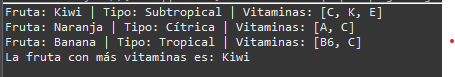 Fruta: Kiwi | Tipo: Subtropical | Vitaminas: [C, K, E]
Fruta: Naranja | Tipo: Cítrica | Vitaminas: [A, C]
Fruta: Banana | Tipo: Tropical | Vitaminas: [B6, C]
La fruta con más vitaminas es: Kiwi